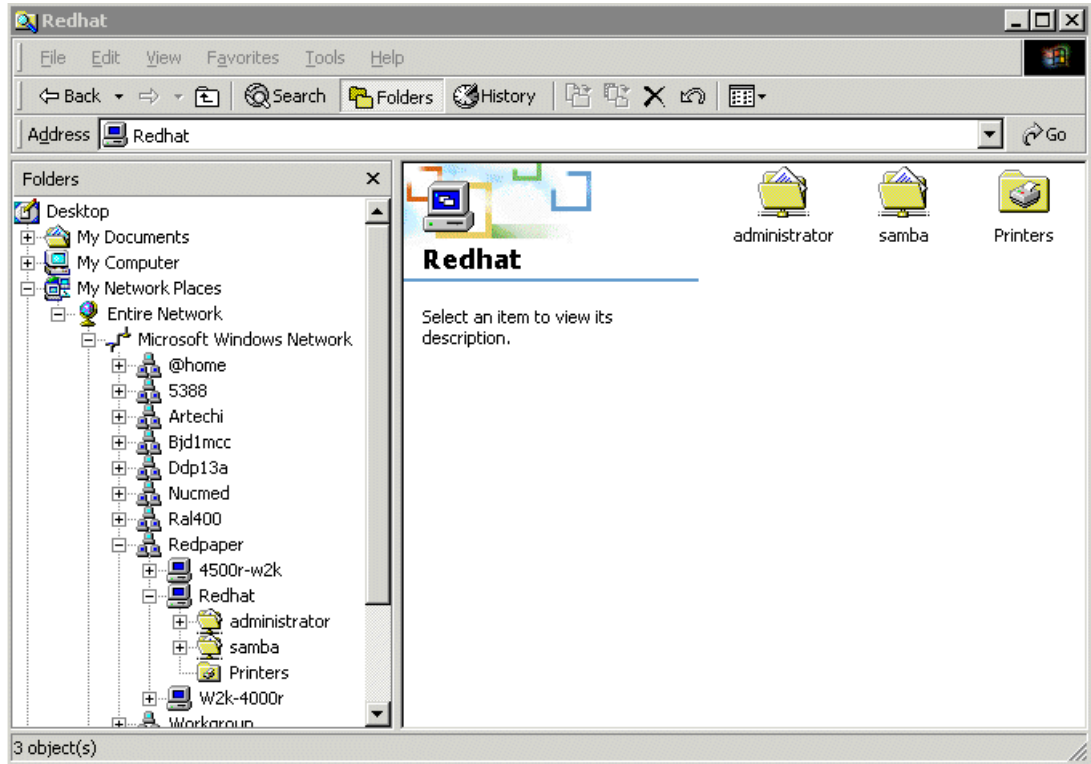 Redhat
File Edit View Favorites Tools Help
Back Search Folders History
Address Redhat Go
Folders
Desktop
My Documents
My Computer
My Network Places
Entire Network
Microsoft Windows Network
@home
5388
Artechi
Bjd1mcc
Ddp13a
Nucmed
Ral400
Redpaper
4500r-w2k
Redhat
administrator
samba
Printers
W2k-4000r
Workgroup
Redhat
Select an item to view its
description.
administrator samba Printers
3 object(s)